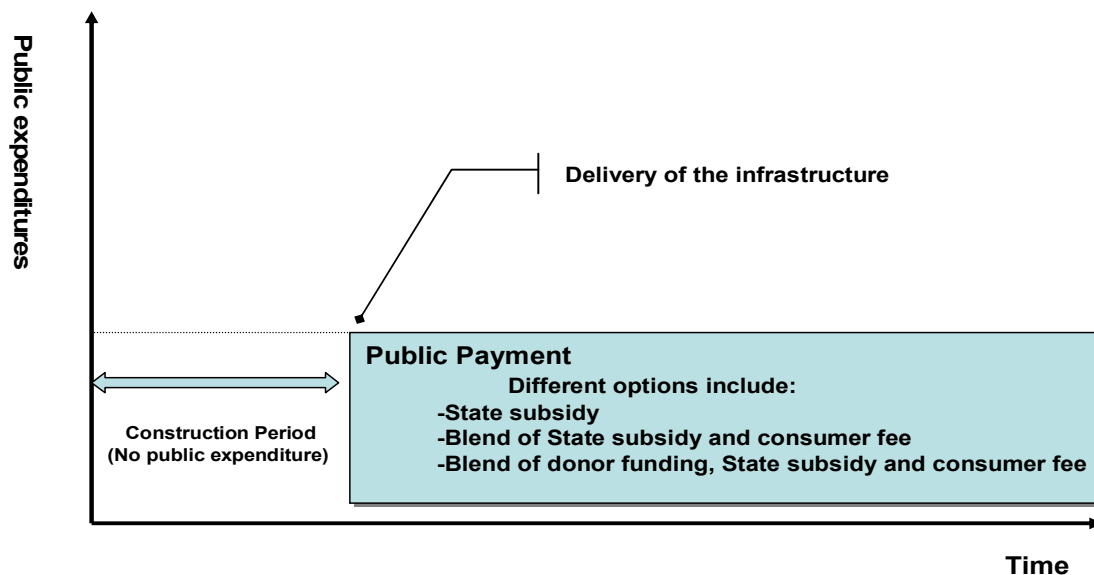 Public expenditures
Delivery of the infrastructure
Public Payment
Different options include:
-State subsidy
-Blend of State subsidy and consumer fee
-Blend of donor funding, State subsidy and consumer fee
Construction Period
(No public expenditure)
Time